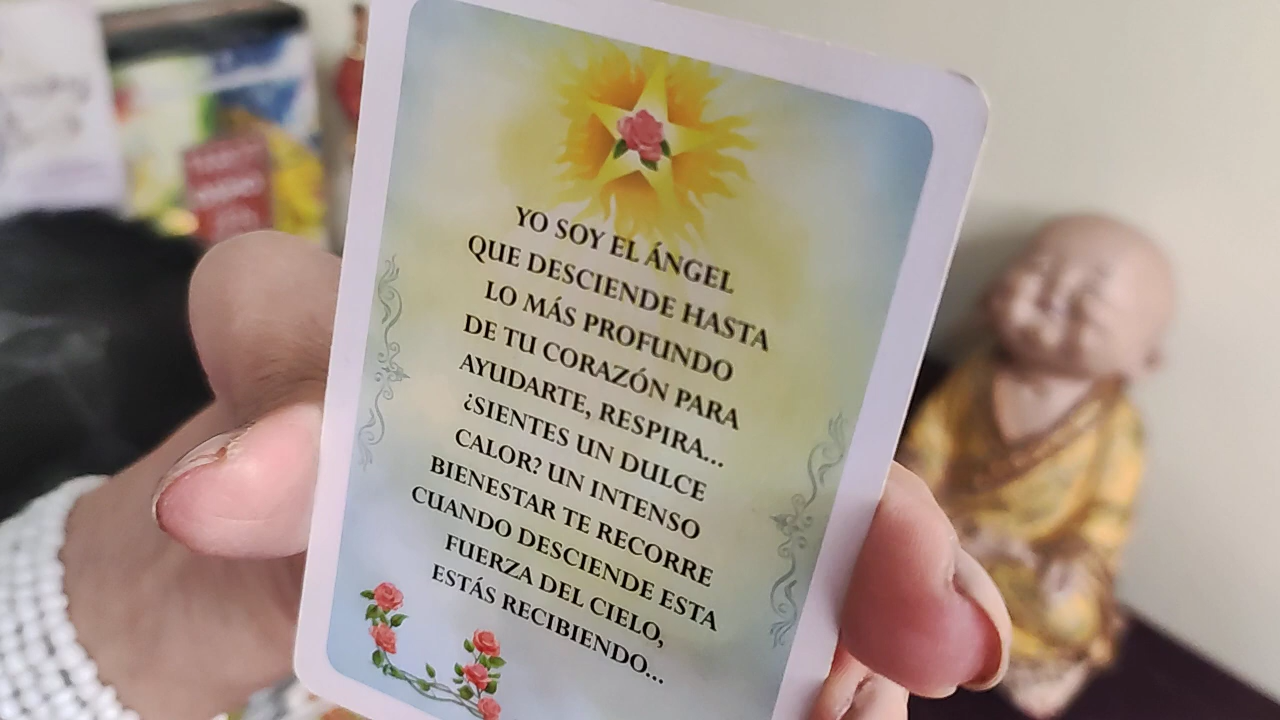 YO SOY EL ÁNGEL
QUE DESCIENDE HASTA
LO MÁS PROFUNDO
DE TU CORAZÓN PARA
AYUDARTE, RESPIRA...
¿SIENTES UN DULCE
CALOR? UN INTENSO
BIENESTAR TE RECORRE
CUANDO DESCIENDE ESTA
FUERZA DEL CIELO,
ESTÁS RECIBIENDO...